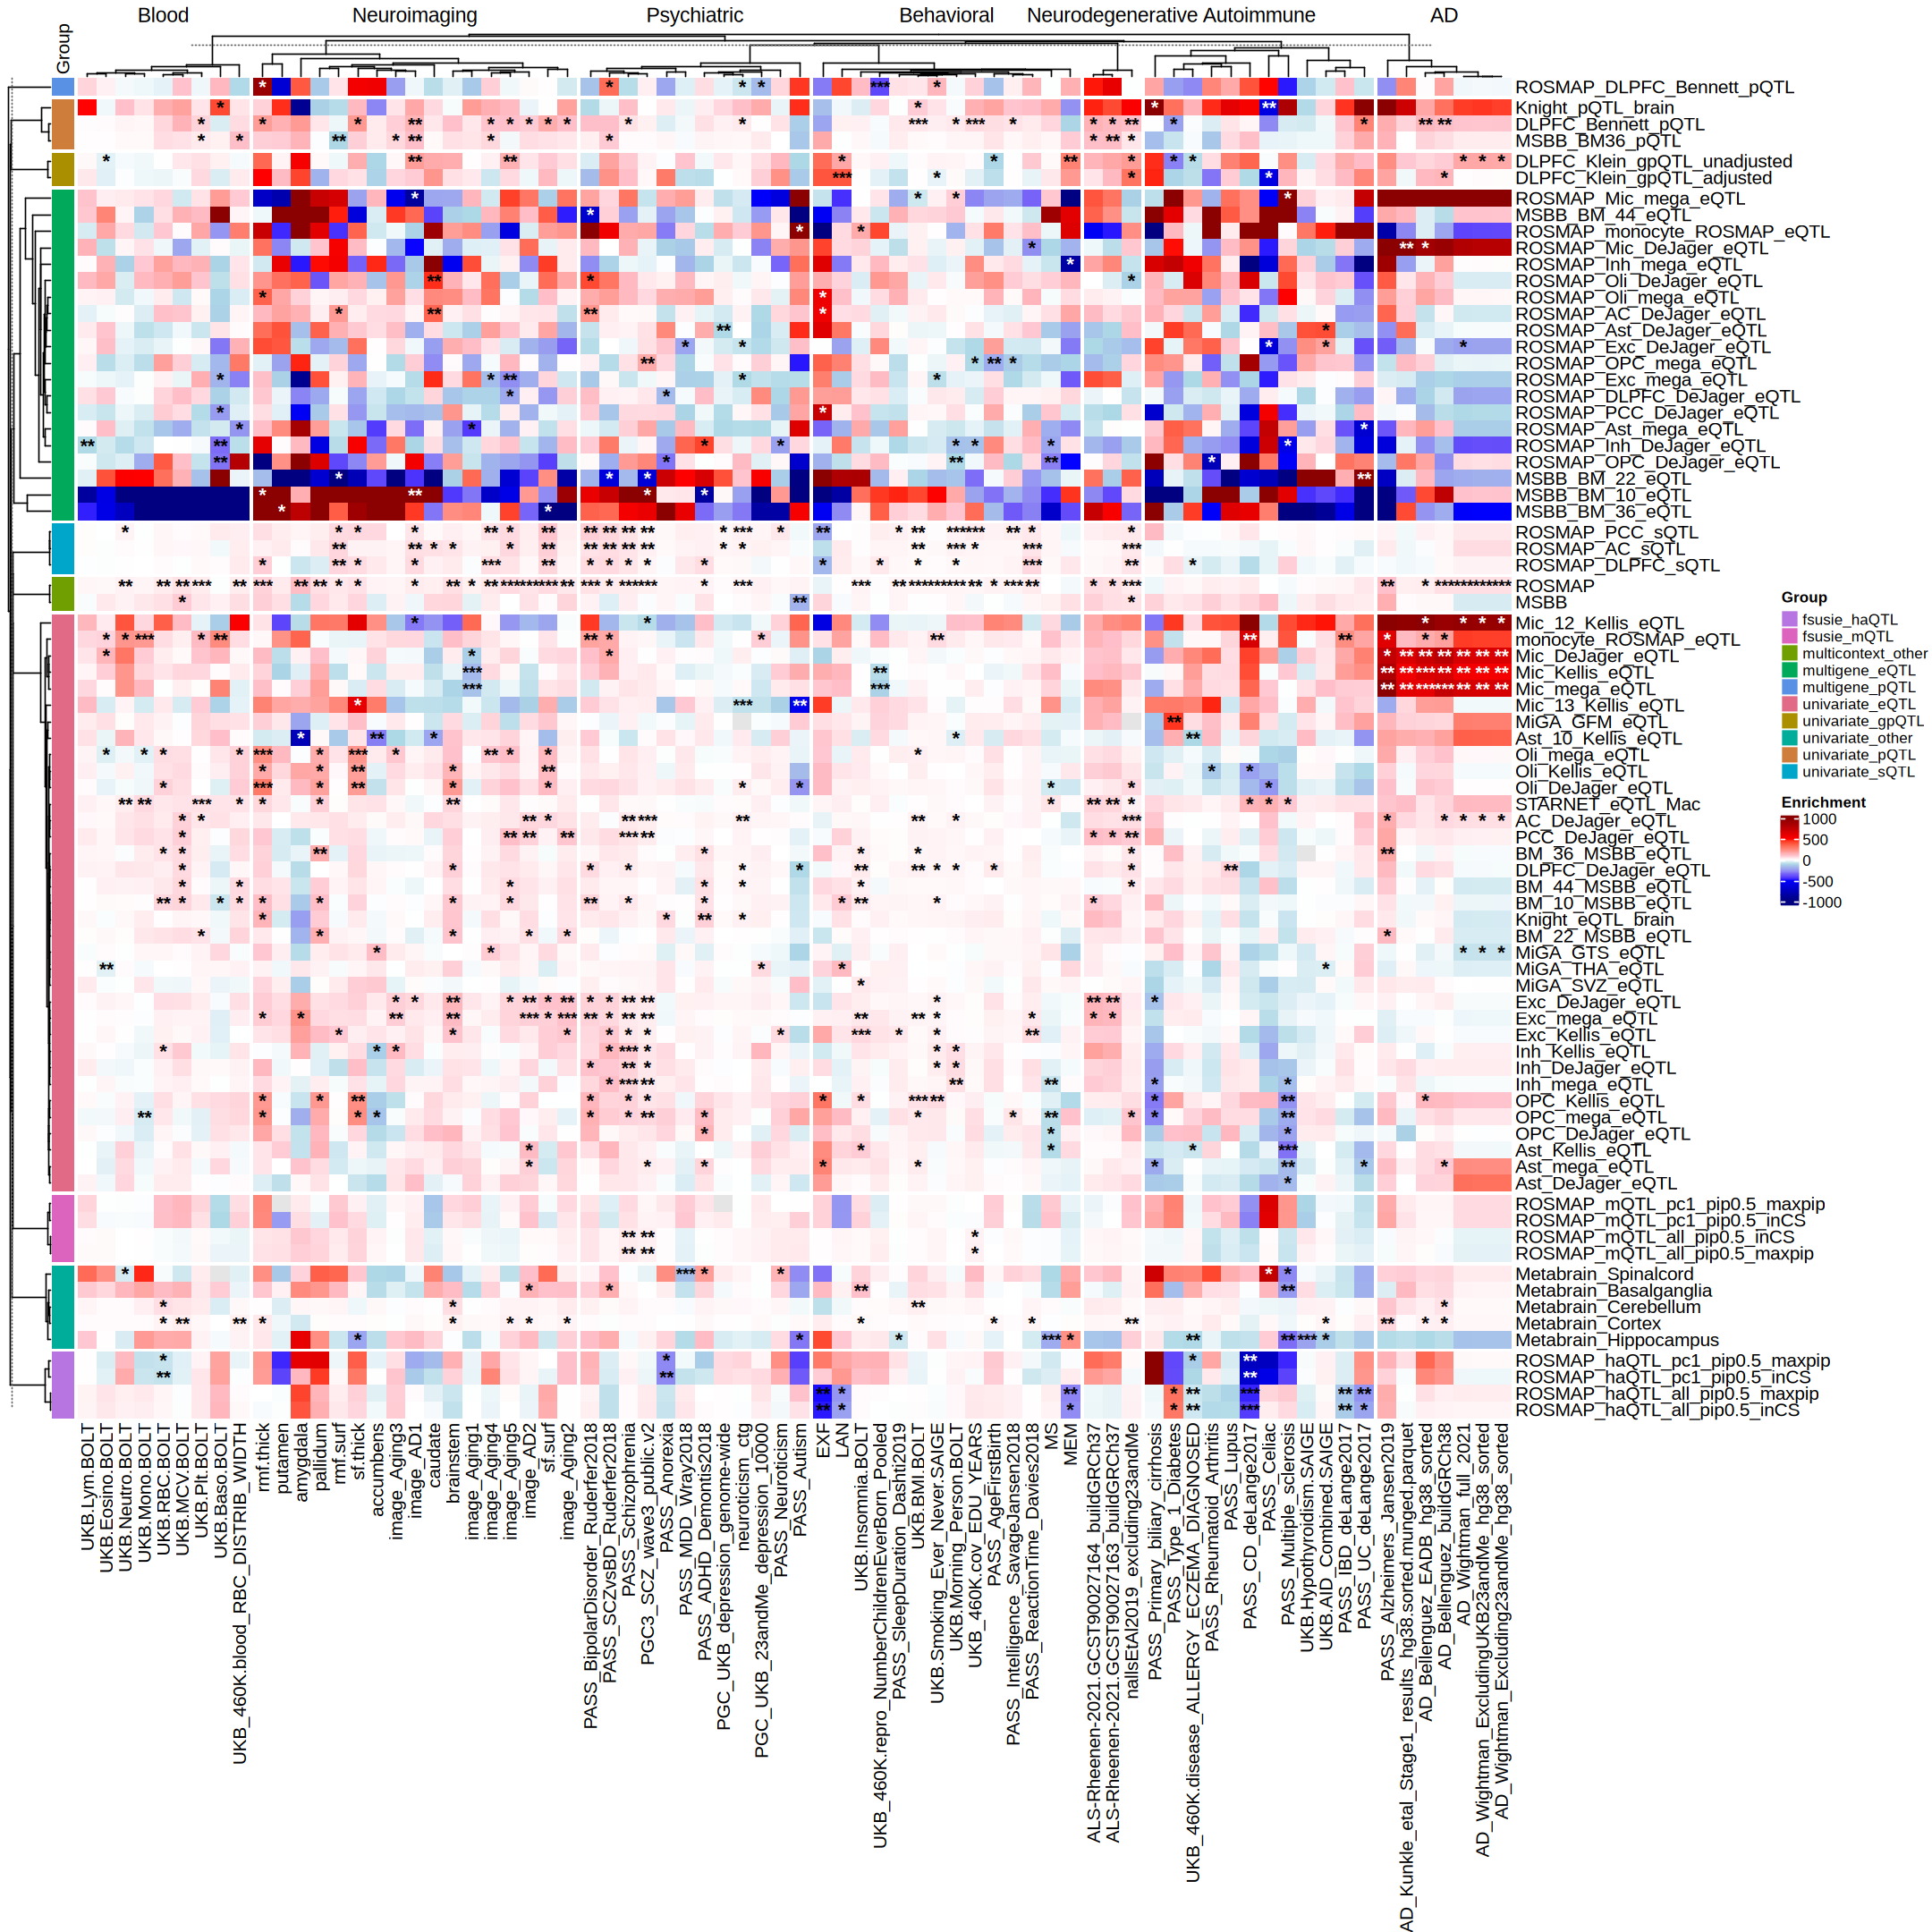 Blood Neuroimaging Psychiatric Behavioral Neurodegenerative Autoimmune AD
Group
ROSMAP_DLPFC_Bennett_pQTL
Knight_pQTL_brain
DLPFC_Bennett_pQTL
MSBB_BM36_pQTL
DLPFC_Klein_gpQTL_unadjusted
DLPFC_Klein_gpQTL_adjusted
ROSMAP_Mic_mega_eQTL
MSBB_BM_44_eQTL
ROSMAP_monocyte_ROSMAP_eQTL
ROSMAP_Mic_DeJager_eQTL
ROSMAP_Inh_mega_eQTL
ROSMAP_Oli_DeJager_eQTL
ROSMAP_Oli_mega_eQTL
ROSMAP_AC_DeJager_eQTL
ROSMAP_Ast_DeJager_eQTL
ROSMAP_Exc_DeJager_eQTL
ROSMAP_OPC_mega_eQTL
ROSMAP_Exc_mega_eQTL
ROSMAP_DLPFC_DeJager_eQTL
ROSMAP_PCC_DeJager_eQTL
ROSMAP_Ast_mega_eQTL
ROSMAP_Inh_DeJager_eQTL
ROSMAP_OPC_DeJager_eQTL
MSBB_BM_22_eQTL
MSBB_BM_10_eQTL
MSBB_BM_36_eQTL
ROSMAP_PCC_sQTL
ROSMAP_AC_sQTL
ROSMAP_DLPFC_sQTL
ROSMAP
MSBB
Mic_12_Kellis_eQTL
monocyte_ROSMAP_eQTL
Mic_DeJager_eQTL
Mic_Kellis_eQTL
Mic_mega_eQTL
Mic_13_Kellis_eQTL
MiGA_GFM_eQTL
Ast_10_Kellis_eQTL
Oli_mega_eQTL
Oli_Kellis_eQTL
Oli_DeJager_eQTL
STARNET_eQTL_Mac
AC_DeJager_eQTL
PCC_DeJager_eQTL
BM_36_MSBB_eQTL
DLPFC_DeJager_eQTL
BM_44_MSBB_eQTL
BM_10_MSBB_eQTL
Knight_eQTL_brain
BM_22_MSBB_eQTL
MiGA_GTS_eQTL
MiGA_THA_eQTL
MiGA_SVZ_eQTL
Exc_DeJager_eQTL
Exc_mega_eQTL
Exc_Kellis_eQTL
Inh_Kellis_eQTL
Inh_DeJager_eQTL
Inh_mega_eQTL
OPC_Kellis_eQTL
OPC_mega_eQTL
OPC_DeJager_eQTL
Ast_Kellis_eQTL
Ast_mega_eQTL
Ast_DeJager_eQTL
ROSMAP_mQTL_pc1_pip0.5_maxpip
ROSMAP_mQTL_pc1_pip0.5_inCS
ROSMAP_mQTL_all_pip0.5_inCS
ROSMAP_mQTL_all_pip0.5_maxpip
Metabrain_Spinalcord
Metabrain_Basalganglia
Metabrain_Cerebellum
Metabrain_Cortex
Metabrain_Hippocampus
ROSMAP_haQTL_pc1_pip0.5_maxpip
ROSMAP_haQTL_pc1_pip0.5_inCS
ROSMAP_haQTL_all_pip0.5_maxpip
ROSMAP_haQTL_all_pip0.5_inCS
Group
fsusie_haQTL
fsusie_mQTL
multicontext_other
multigene_eQTL
multigene_pQTL
univariate_eQTL
univariate_gpQTL
univariate_other
univariate_pQTL
univariate_sQTL
Enrichment
1000
500
0
-500
-1000
UKB.Lym.BOLT
UKB.Eosino.BOLT
UKB.Neutro.BOLT
UKB.Mono.BOLT
UKB.RBC.BOLT
UKB.MCV.BOLT
UKB.Plt.BOLT
UKB.Baso.BOLT
UKB_460K.blood_RBC_DISTRIB_WIDTH
rmf.thick
putamen
amygdala
pallidum
rmf.surf
sf.thick
accumbens
image_Aging3
image_AD1
caudate
brainstem
image_Aging1
image_Aging4
image_Aging5
image_AD2
sf.surf
image_Aging2
PASS_BipolarDisorder_Ruderfer2018
PASS_SCZvsBD_Ruderfer2018
PASS_Schizophrenia
PGC3_SCZ_wave3_public.v2
PASS_Anorexia
PASS_MDD_Wray2018
PASS_ADHD_Demontis2018
PGC_UKB_depression_genome-wide
neuroticism_ctg
PGC_UKB_23andMe_depression_10000
PASS_Neuroticism
PASS_Autism
EXF
LAN
UKB.Insomnia.BOLT
UKB_460K.repro_NumberChildrenEverBorn_Pooled
PASS_SleepDuration_Dashti2019
UKB.BMI.BOLT
UKB.Smoking_Ever_Never.SAIGE
UKB.Morning_Person.BOLT
UKB_460K.cov_EDU_YEARS
PASS_AgeFirstBirth
PASS_Intelligence_SavageJansen2018
PASS_ReactionTime_Davies2018
MS
MEM
ALS-Rheenen-2021.GCST90027164_buildGRCh37
ALS-Rheenen-2021.GCST90027163_buildGRCh37
nallsEtAl2019_excluding23andMe
PASS_Primary_biliary_cirrhosis
PASS_Type_1_Diabetes
UKB_460K.disease_ALLERGY_ECZEMA_DIAGNOSED
PASS_Rheumatoid_Arthritis
PASS_Lupus
PASS_CD_deLange2017
PASS_Celiac
PASS_Multiple_sclerosis
UKB.Hypothyroidism.SAIGE
UKB.AID_Combined.SAIGE
PASS_IBD_deLange2017
PASS_UC_deLange2017
PASS_Alzheimers_Jansen2019
AD_Kunkle_etal_Stage1_results_hg38.sorted.munged.parquet
AD_Bellenguez_EADB_hg38_sorted
AD_Bellenguez_buildGRCh38
AD_Wightman_full_2021
AD_Wightman_ExcludingUKB23andMe_hg38_sorted
AD_Wightman_Excluding23andMe_hg38_sorted